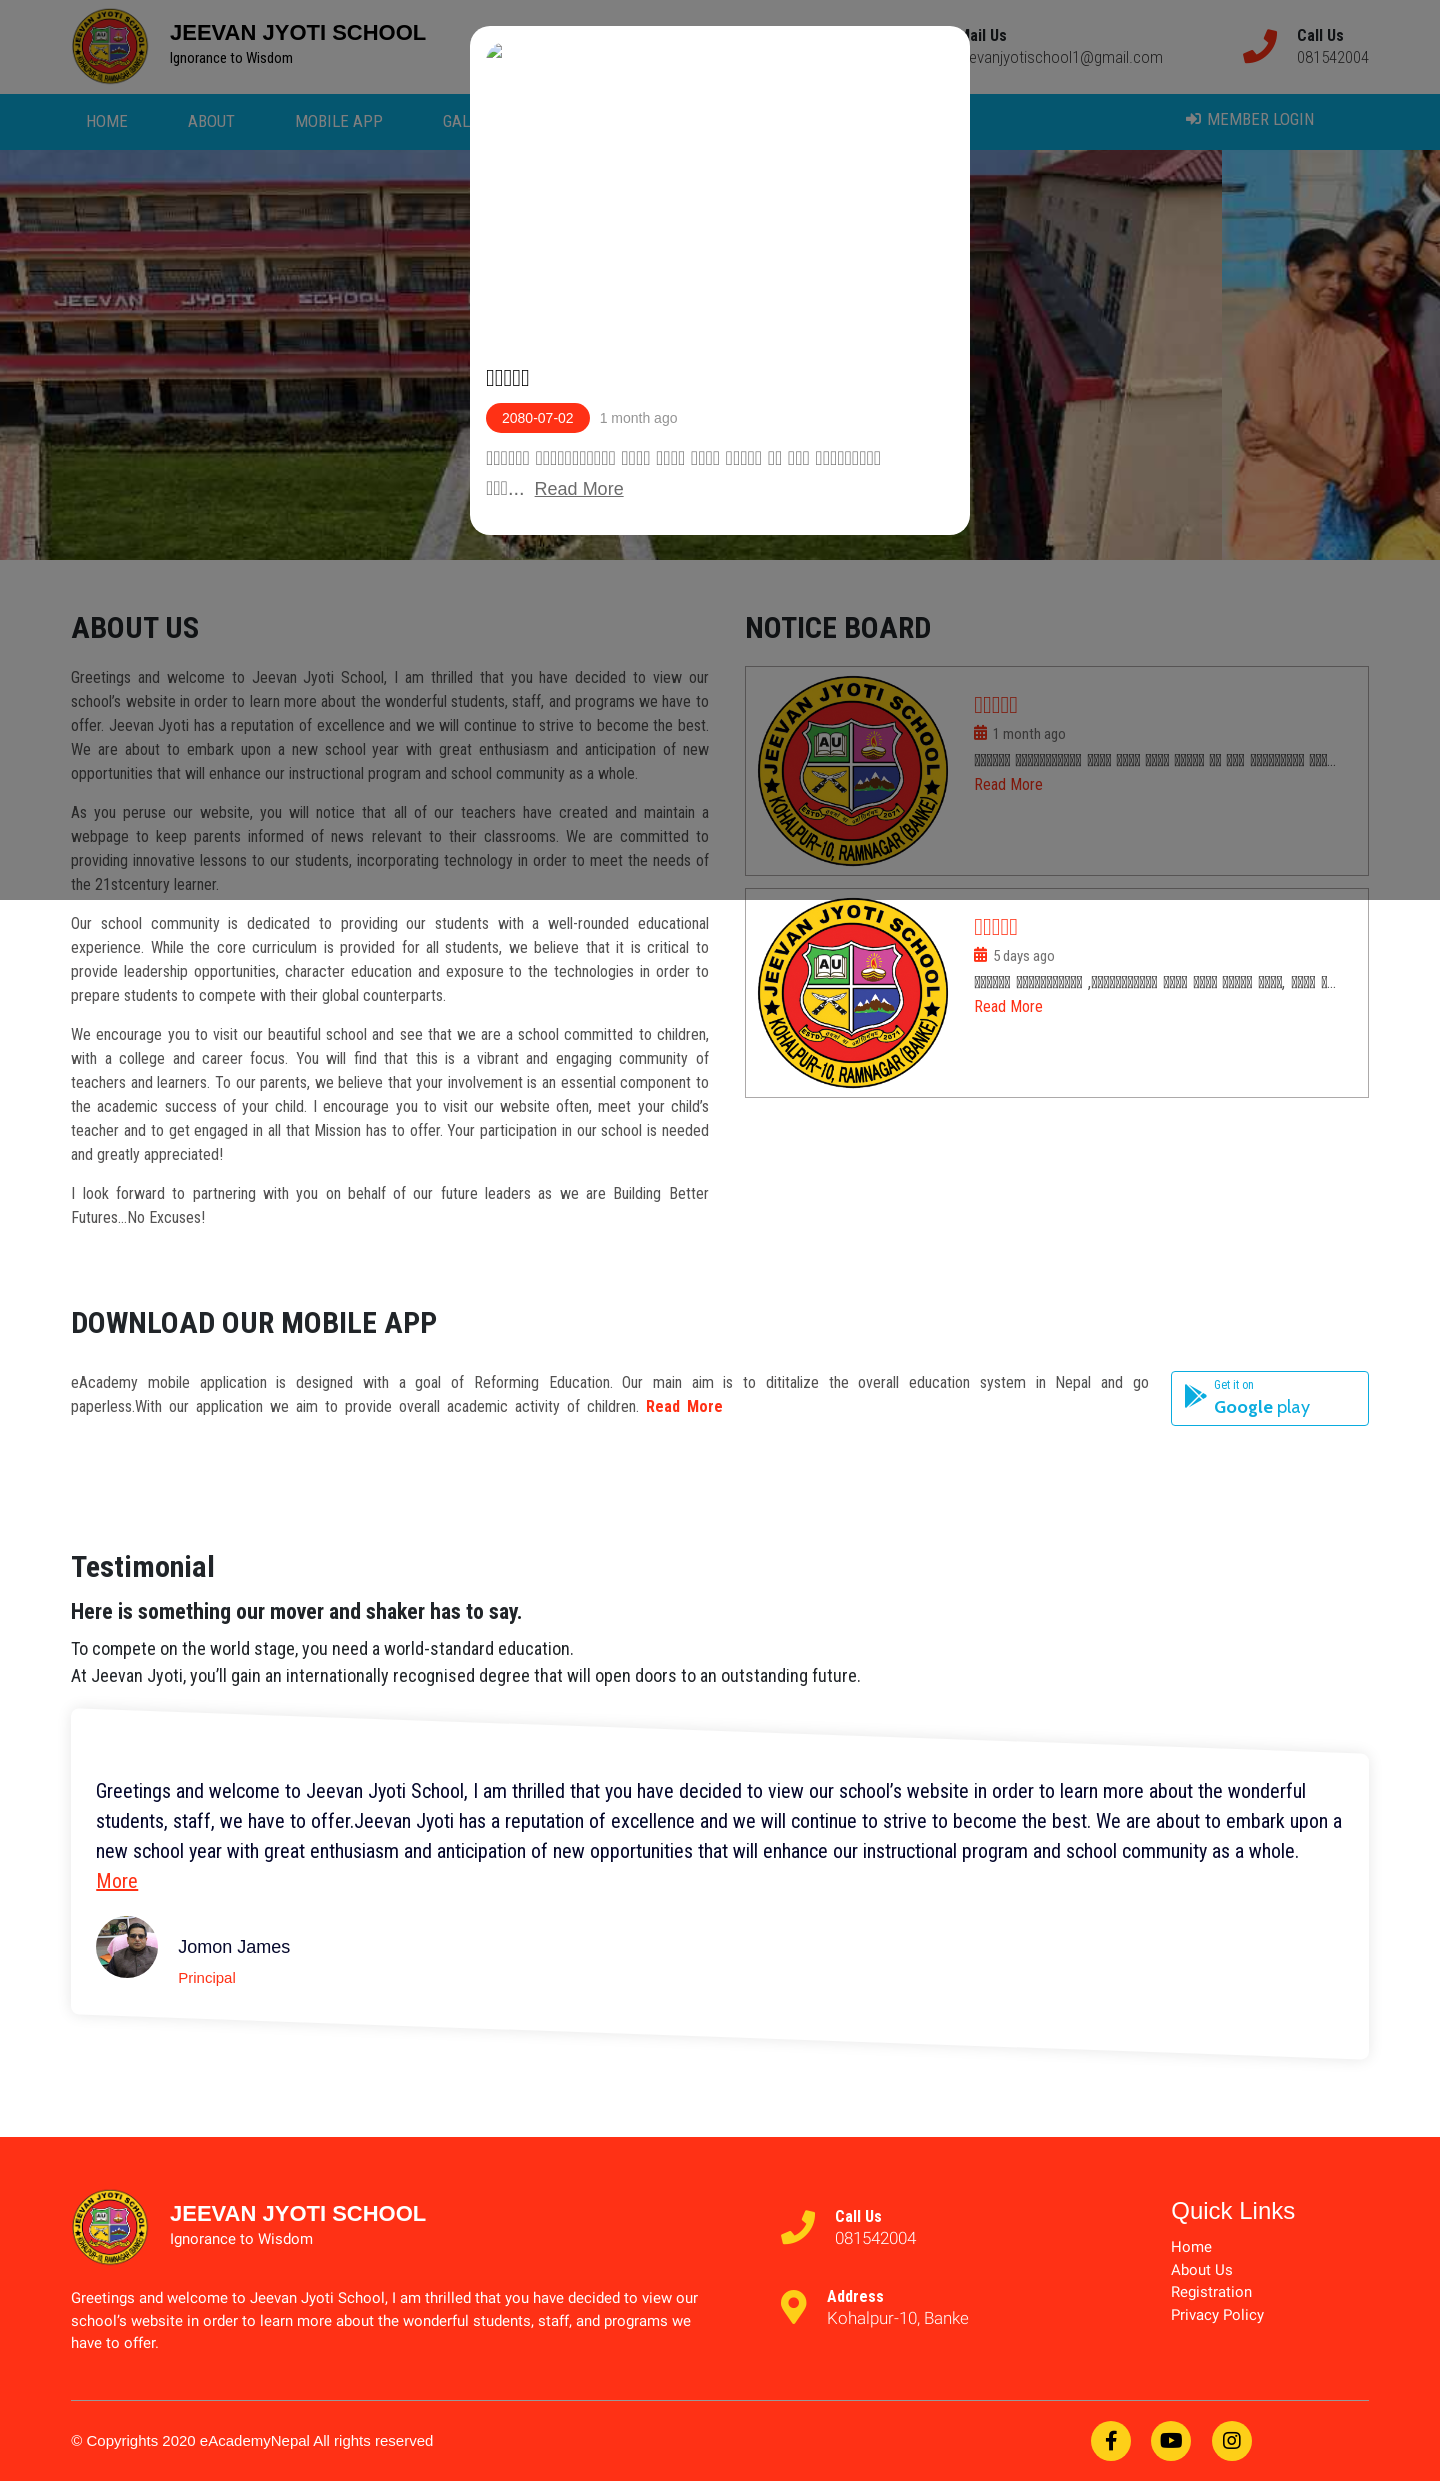 JEEVAN JYOTI SCHOOL
Ignorance to Wisdom
Mail Us
jeevanjyotischool1@gmail.com
Call Us
081542004
HOME
ABOUT
MOBILE APP
GAL
MEMBER LOGIN
JEEVAN JYOTI SCHOOL
2080-07-02
1 month ago
... Read More
ABOUT US
Greetings and welcome to Jeevan Jyoti School, I am thrilled that you have decided to view our
school’s website in order to learn more about the wonderful students, staff, and programs we have to
offer. Jeevan Jyoti has a reputation of excellence and we will continue to strive to become the best.
We are about to embark upon a new school year with great enthusiasm and anticipation of new
opportunities that will enhance our instructional program and school community as a whole.
As you peruse our website, you will notice that all of our teachers have created and maintain a
webpage to keep parents informed of news relevant to their classrooms. We are committed to
providing innovative lessons to our students, incorporating technology in order to meet the needs of
the 21stcentury learner.
Our school community is dedicated to providing our students with a well-rounded educational
experience. While the core curriculum is provided for all students, we believe that it is critical to
provide leadership opportunities, character education and exposure to the technologies in order to
prepare students to compete with their global counterparts.
We encourage you to visit our beautiful school and see that we are a school committed to children,
with a college and career focus. You will find that this is a vibrant and engaging community of
teachers and learners. To our parents, we believe that your involvement is an essential component to
the academic success of your child. I encourage you to visit our website often, meet your child’s
teacher and to get engaged in all that Mission has to offer. Your participation in our school is needed
and greatly appreciated!
I look forward to partnering with you on behalf of our future leaders as we are Building Better
Futures...No Excuses!
NOTICE BOARD
JEEVAN JYOTI SCHOOL
AU
ESTD
2071
KOHALPUR-10, RAMNAGAR (BANKE)
1 month ago
...
Read More
JEEVAN JYOTI SCHOOL
AU
ESTD
2071
KOHALPUR-10, RAMNAGAR (BANKE)
5 days ago
...
Read More
DOWNLOAD OUR MOBILE APP
eAcademy mobile application is designed with a goal of Reforming Education. Our main aim is to dititalize the overall education system in Nepal and go
paperless.With our application we aim to provide overall academic activity of children. Read More
Get it on
Google play
Testimonial
Here is something our mover and shaker has to say.
To compete on the world stage, you need a world-standard education.
At Jeevan Jyoti, you’ll gain an internationally recognised degree that will open doors to an outstanding future.
Greetings and welcome to Jeevan Jyoti School, I am thrilled that you have decided to view our school’s website in order to learn more about the wonderful
students, staff, we have to offer.Jeevan Jyoti has a reputation of excellence and we will continue to strive to become the best. We are about to embark upon a
new school year with great enthusiasm and anticipation of new opportunities that will enhance our instructional program and school community as a whole.
More
Jomon James
Principal
JEEVAN JYOTI SCHOOL
Ignorance to Wisdom
Greetings and welcome to Jeevan Jyoti School, I am thrilled that you have decided to view our
school’s website in order to learn more about the wonderful students, staff, and programs we
have to offer.
Call Us
081542004
Address
Kohalpur-10, Banke
Quick Links
Home
About Us
Registration
Privacy Policy
© Copyrights 2020 eAcademyNepal All rights reserved